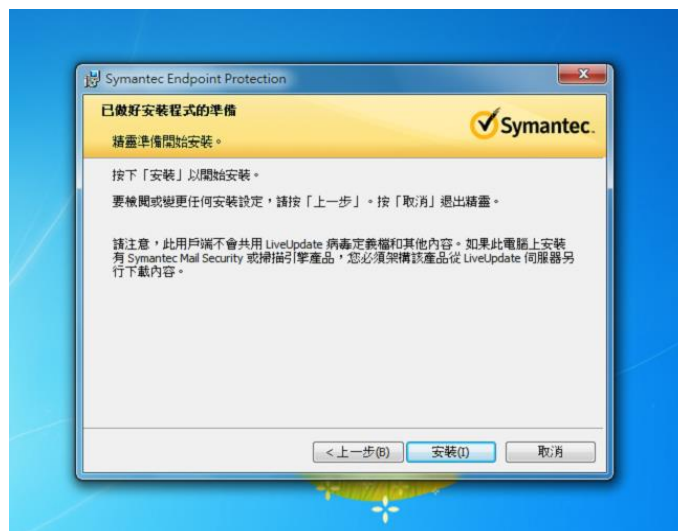 Symantec Endpoint Protection
已做好安裝程式的準備
精靈準備開始安裝。
Symantec.
按下「安裝」以開始安裝。
要檢閱或變更任何安裝設定，請按「上一步」。按「取消」退出精靈。
請注意，此用戶端不會共用 LiveUpdate 病毒定義檔和其他內容。如果此電腦上安裝
有 Symantec Mail Security 或掃描引擎產品，您必須架構該產品從 LiveUpdate 伺服器另
行下載內容。
<上一步(B) 安裝(I) 取消